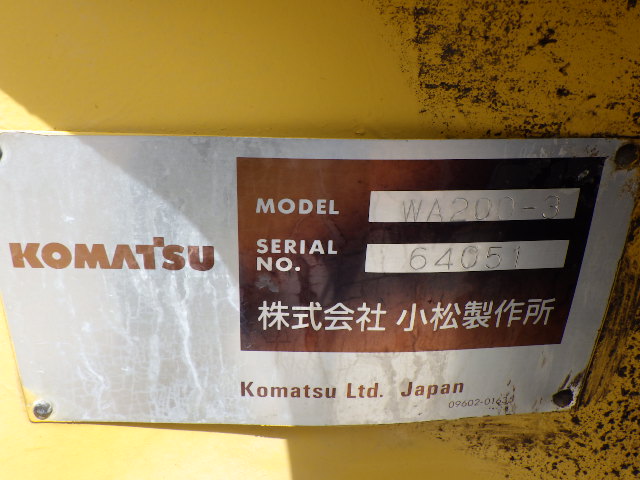 KOMATSU
MODEL WA200-3
SERIAL NO. 64051
株式会社 小松製作所
Komatsu Ltd. Japan